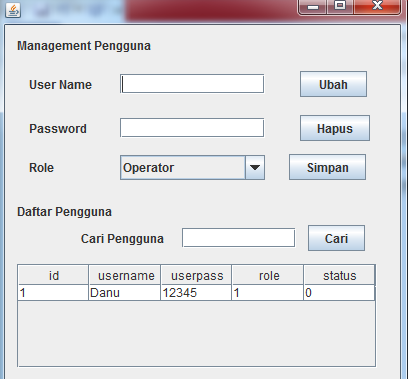 Management Pengguna
User Name Ubah
Password Hapus
Role Operator Simpan
Daftar Pengguna
Cari Pengguna Cari
id username userpass role status
1 Danu 12345 1 0